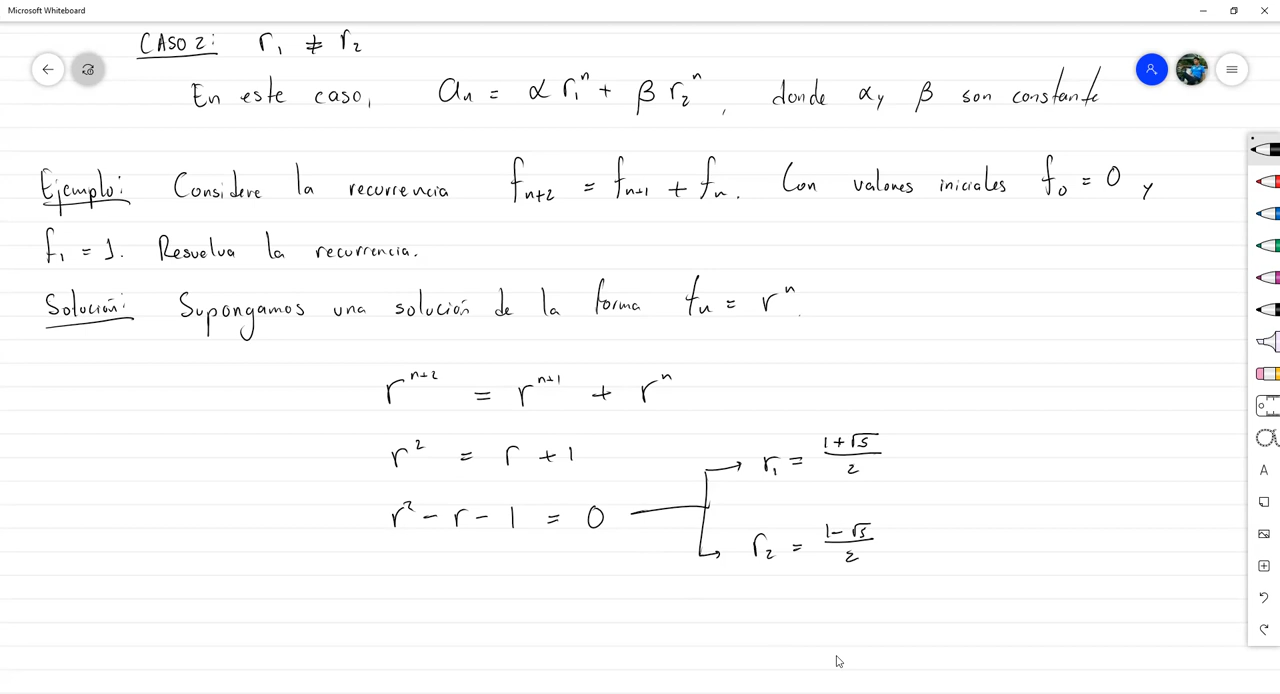 Microsoft Whiteboard
CASO 2: r₁ ≠ r₂
En este caso, aₙ = α r₁ⁿ + β r₂ⁿ, donde α y β son constante
Ejemplo: Considere la recurrencia fₙ₊₂ = fₙ₊₁ + fₙ. Con valores iniciales f₀ = 0 y
f₁ = 1. Resuelva la recurrencia.
Solución: Supongamos una solución de la forma fₙ = rⁿ.
rⁿ⁺² = rⁿ⁺¹ + rⁿ
r² = r + 1
r² - r - 1 = 0
r₁ = (1+√5)/2
r₂ = (1-√5)/2
A